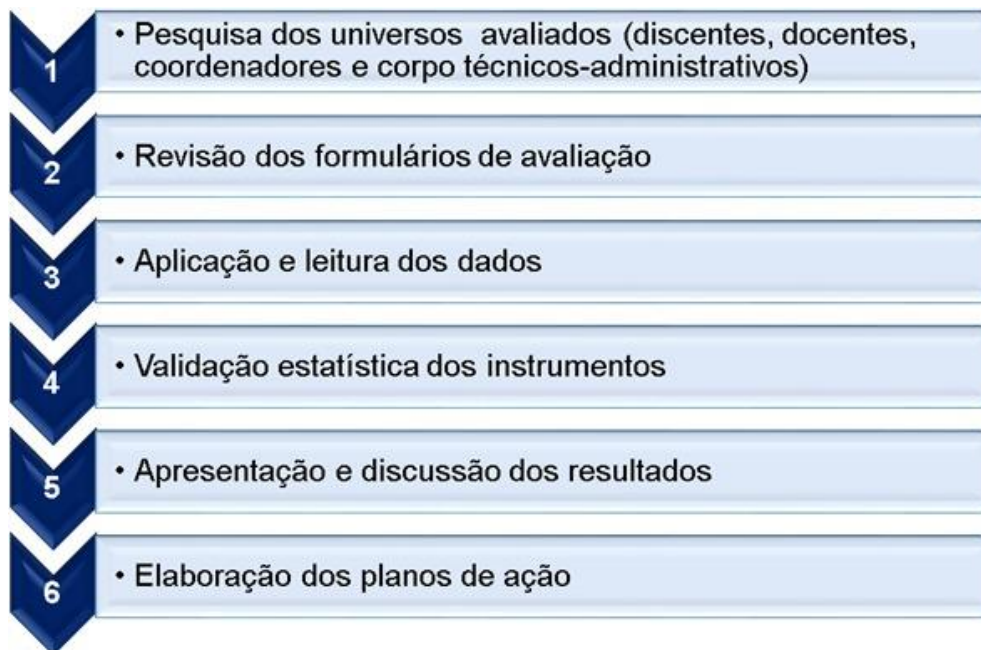 1
• Pesquisa dos universos avaliados (discentes, docentes,
coordenadores e corpo técnicos-administrativos)
2
• Revisão dos formulários de avaliação
3
• Aplicação e leitura dos dados
4
• Validação estatística dos instrumentos
5
• Apresentação e discussão dos resultados
6
• Elaboração dos planos de ação